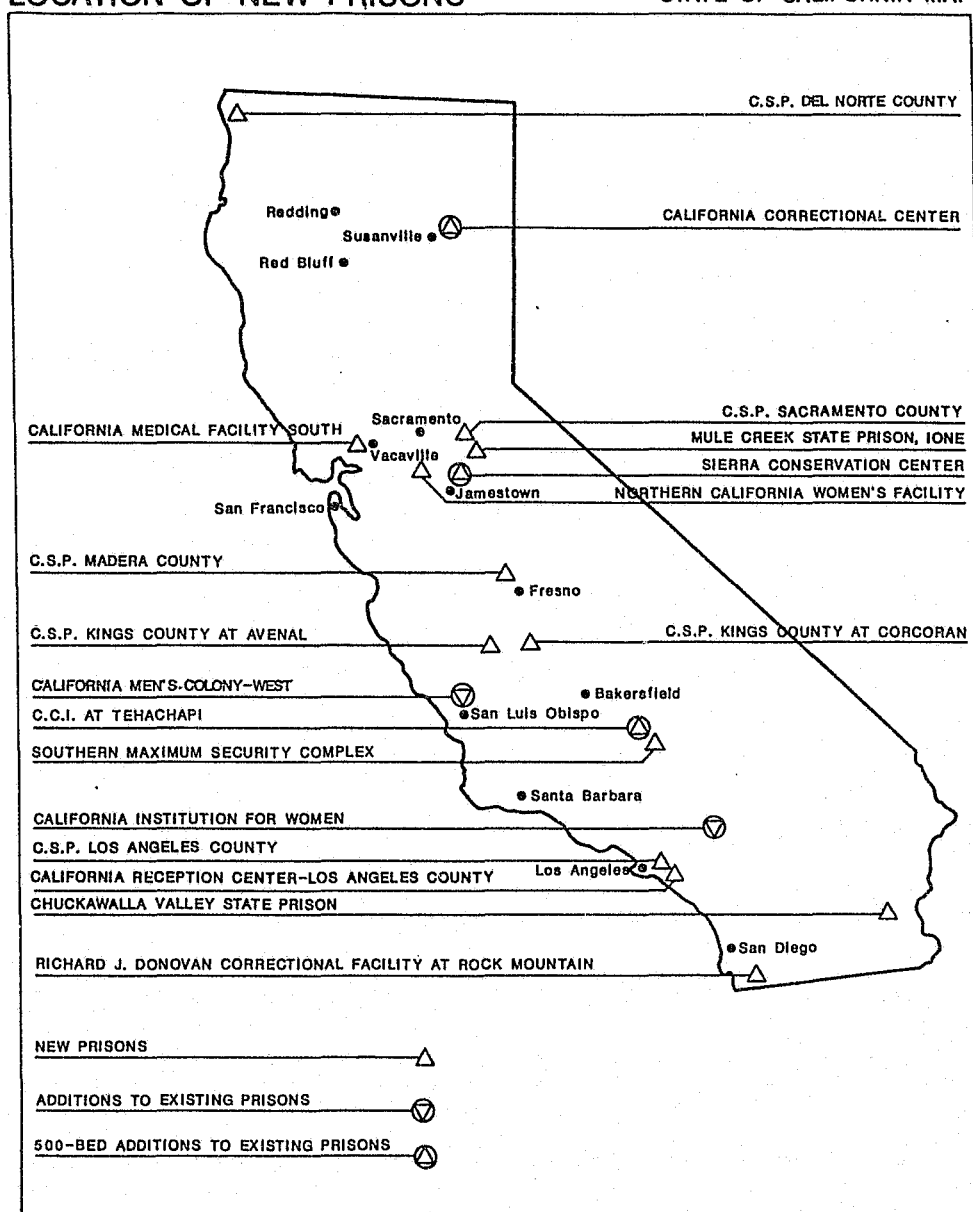 LOCATION OF NEW PRISONS
STATE OF CALIFORNIA
C.S.P. DEL NORTE COUNTY
Redding
CALIFORNIA CORRECTIONAL CENTER
Susanville
Red Bluff
C.S.P. SACRAMENTO COUNTY
Sacramento
CALIFORNIA MEDICAL FACILITY SOUTH
MULE CREEK STATE PRISON, IONE
Vacaville
SIERRA CONSERVATION CENTER
Jamestown
NORTHERN CALIFORNIA WOMEN'S FACILITY
San Francisco
C.S.P. MADERA COUNTY
Fresno
C.S.P. KINGS COUNTY AT AVENAL
C.S.P. KINGS COUNTY AT CORCORAN
CALIFORNIA MEN'S-COLONY-WEST
Bakersfield
San Luis Obispo
C.C.I. AT TEHACHAPI
SOUTHERN MAXIMUM SECURITY COMPLEX
Santa Barbara
CALIFORNIA INSTITUTION FOR WOMEN
C.S.P. LOS ANGELES COUNTY
Los Angeles
CALIFORNIA RECEPTION CENTER-LOS ANGELES COUNTY
CHUCKAWALLA VALLEY STATE PRISON
San Diego
RICHARD J. DONOVAN CORRECTIONAL FACILITY AT ROCK MOUNTAIN
NEW PRISONS
ADDITIONS TO EXISTING PRISONS
500-BED ADDITIONS TO EXISTING PRISONS